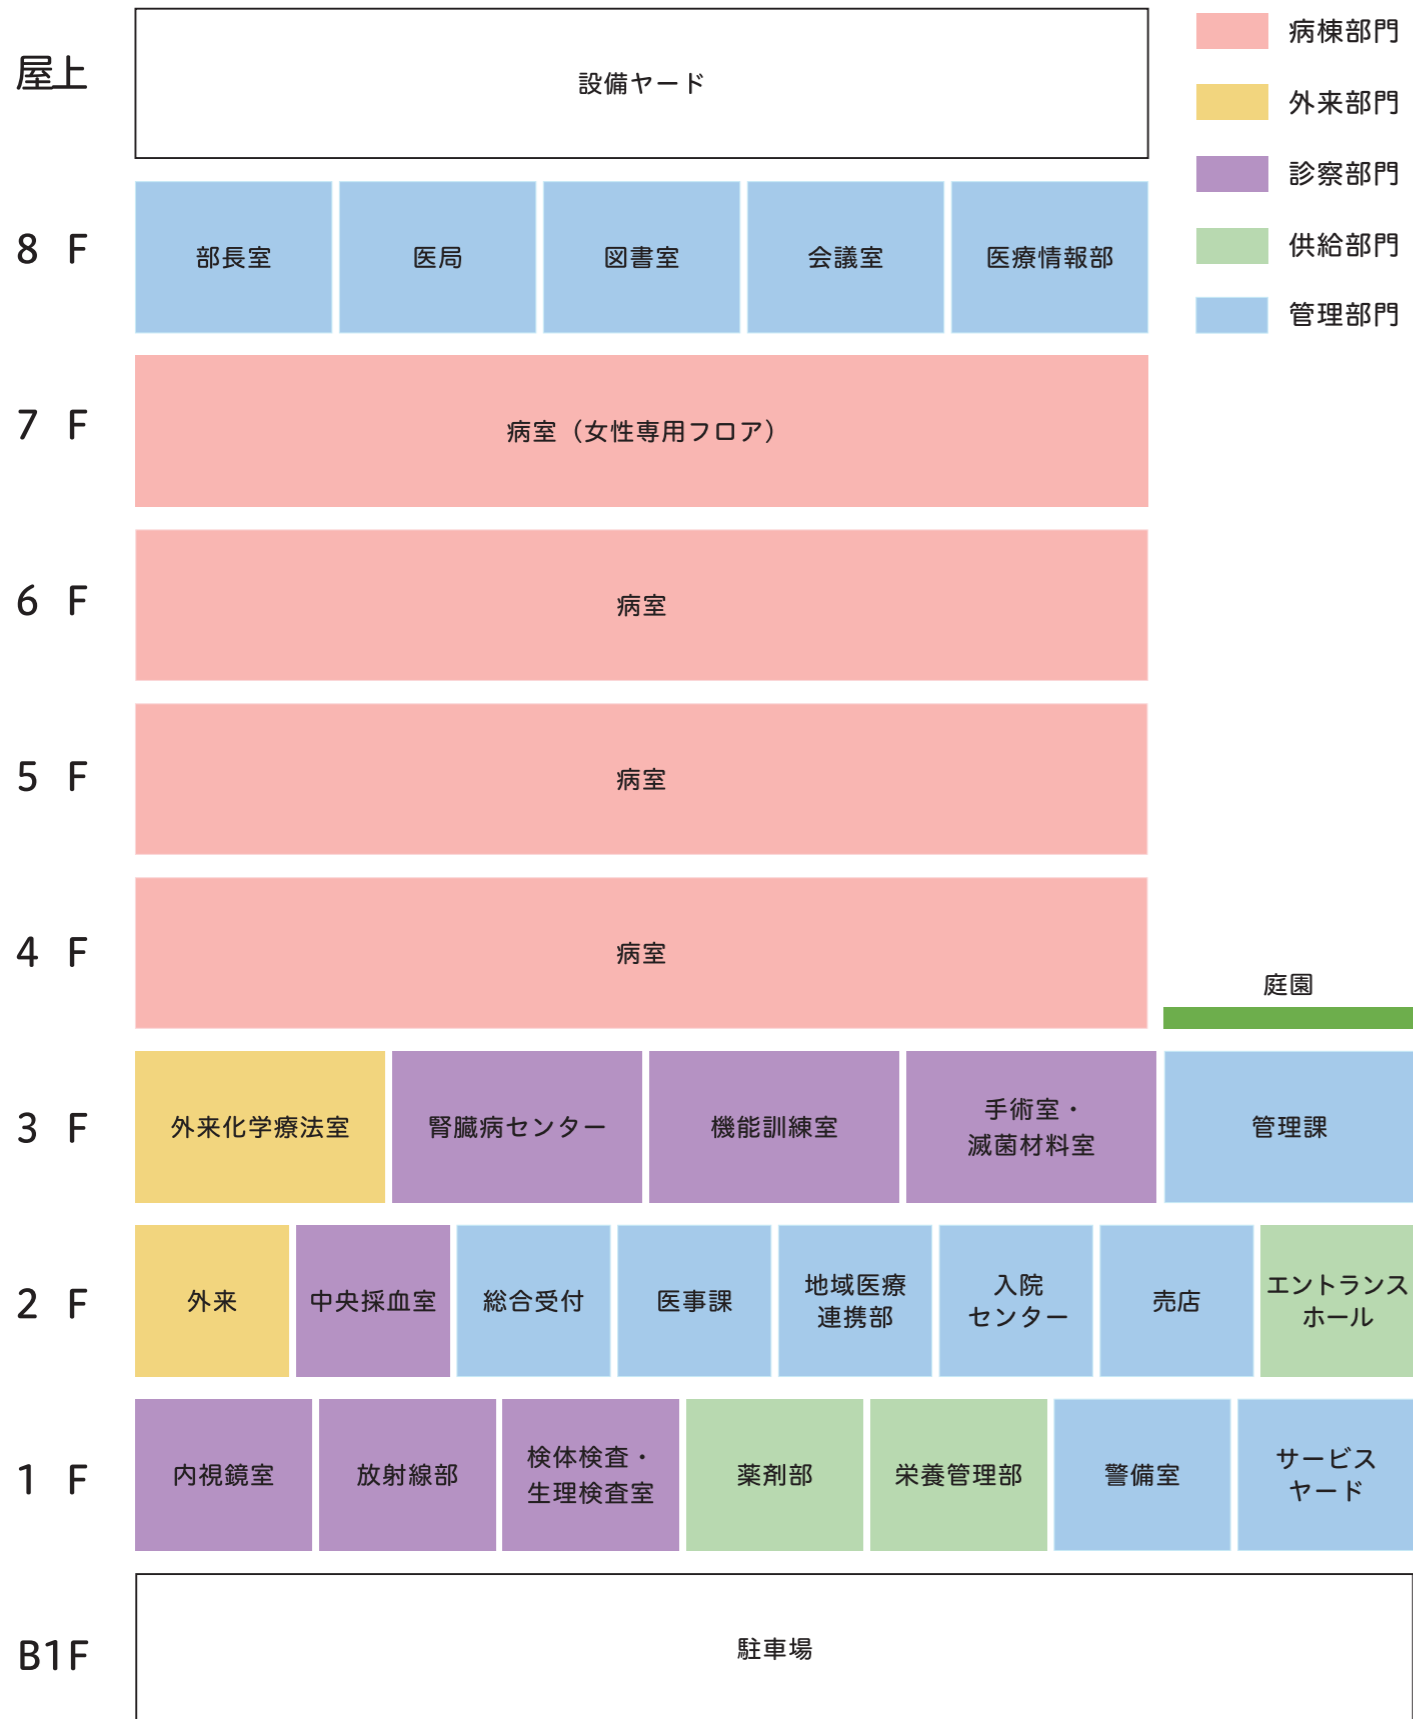 屋上
設備ヤード
病棟部門
外来部門
診察部門
供給部門
管理部門
8 F
部長室
医局
図書室
会議室
医療情報部
7 F
病室（女性専用フロア）
6 F
病室
5 F
病室
4 F
病室
庭園
3 F
外来化学療法室
腎臓病センター
機能訓練室
手術室・
滅菌材料室
管理課
2 F
外来
中央採血室
総合受付
医事課
地域医療
連携部
入院
センター
売店
エントランス
ホール
1 F
内視鏡室
放射線部
検体検査・
生理検査室
薬剤部
栄養管理部
警備室
サービス
ヤード
B1F
駐車場